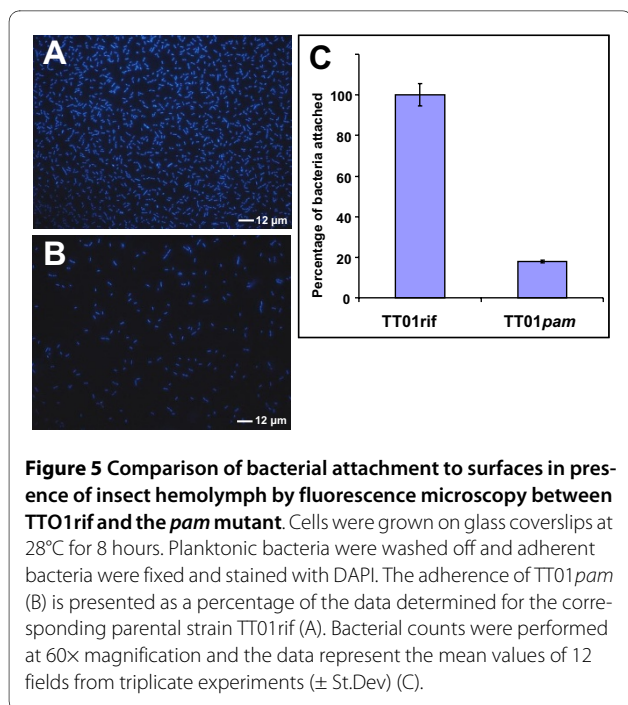 A
12 µm
B
12 µm
C
Percentage of bacteria attached
100
80
60
40
20
0
TT01rif
TT01pam
Figure 5 Comparison of bacterial attachment to surfaces in pres-
ence of insect hemolymph by fluorescence microscopy between
TTO1rif and the pam mutant. Cells were grown on glass coverslips at
28°C for 8 hours. Planktonic bacteria were washed off and adherent
bacteria were fixed and stained with DAPI. The adherence of TT01pam
(B) is presented as a percentage of the data determined for the corre-
sponding parental strain TT01rif (A). Bacterial counts were performed
at 60× magnification and the data represent the mean values of 12
fields from triplicate experiments (± St.Dev) (C).